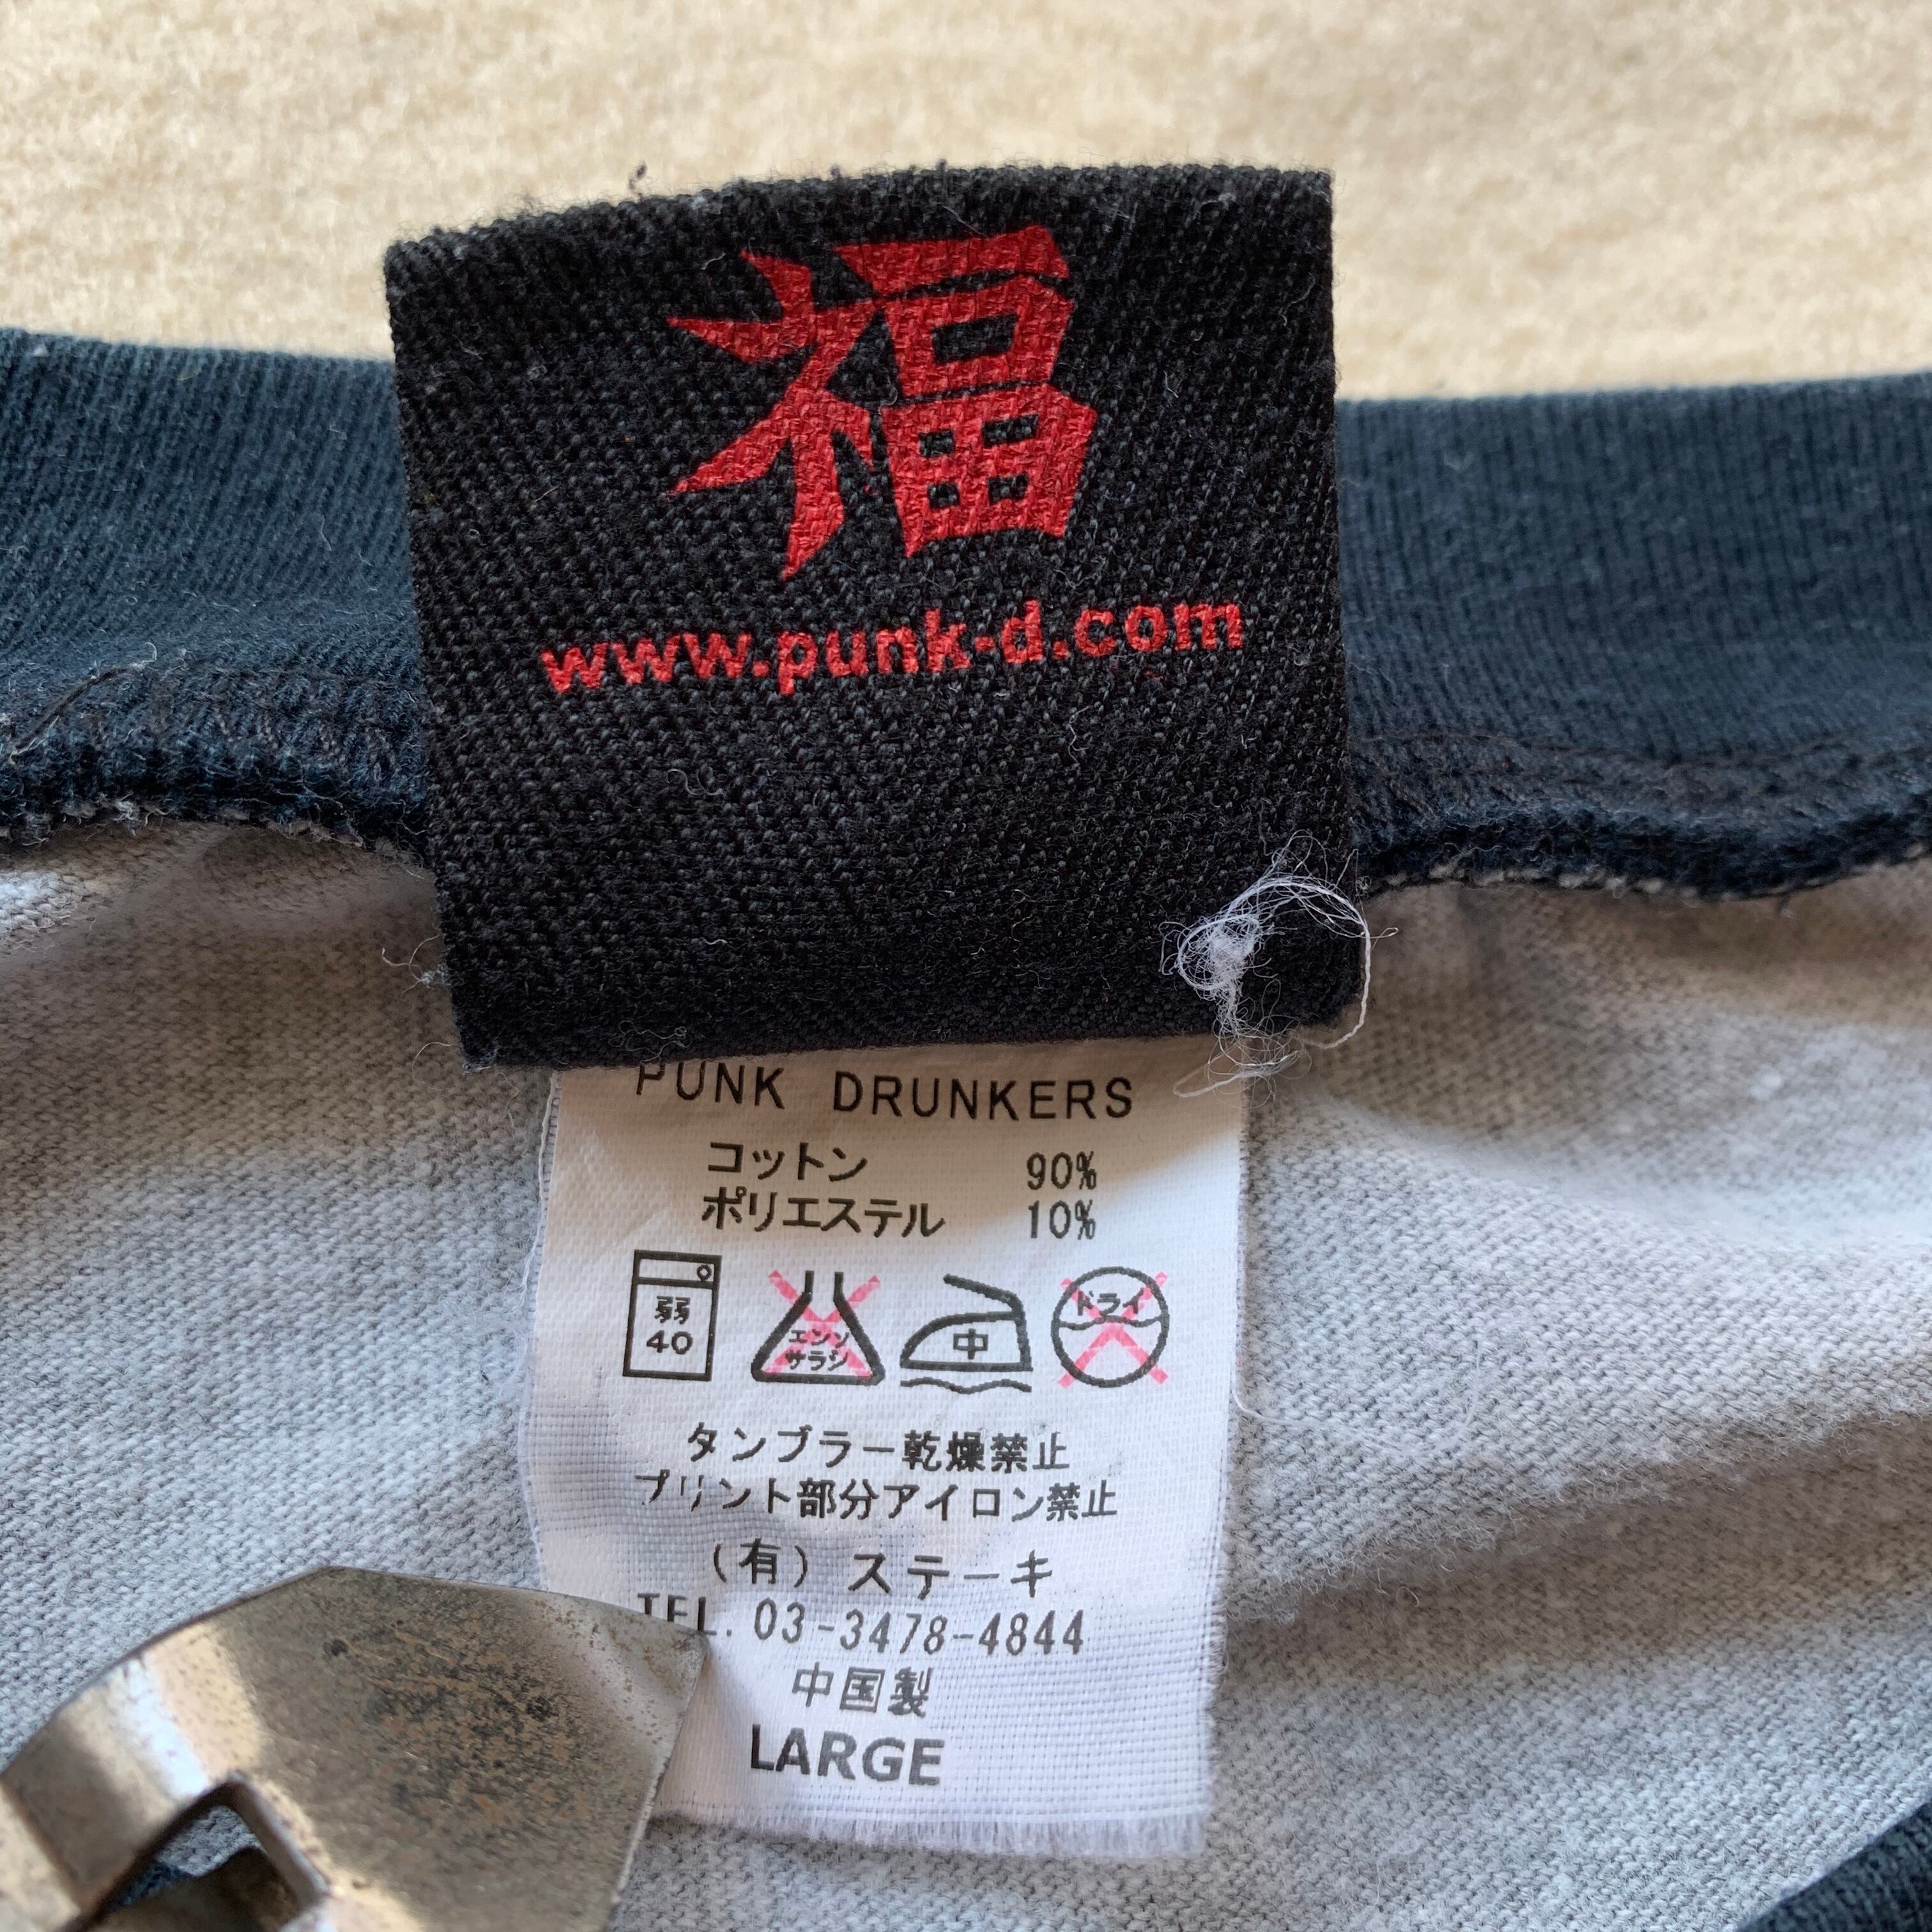 福
www.punk-d.com
PUNK DRUNKERS
コットン 90%
ポリエステル 10%
弱
40
エンソ
サラシ
中
ドライ
タンブラー乾燥禁止
プリント部分アイロン禁止
(有) ステーキ
TEL. 03-3478-4844
中国製
LARGE